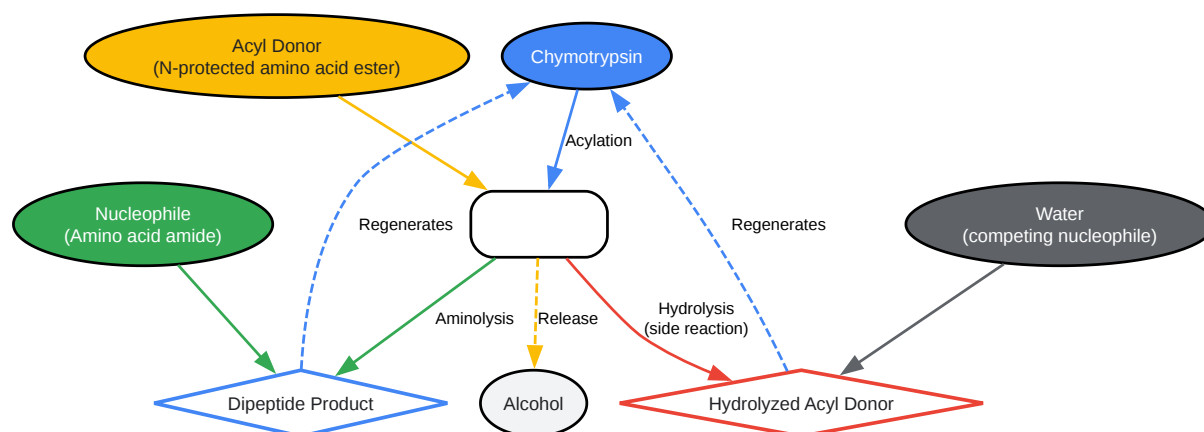 Acyl Donor
(N-protected amino acid ester)
Chymotrypsin
Acylation
Nucleophile
(Amino acid amide)
Regenerates
Regenerates
Water
(competing nucleophile)
Aminolysis
Release
Hydrolysis
(side reaction)
Dipeptide Product
Alcohol
Hydrolyzed Acyl Donor